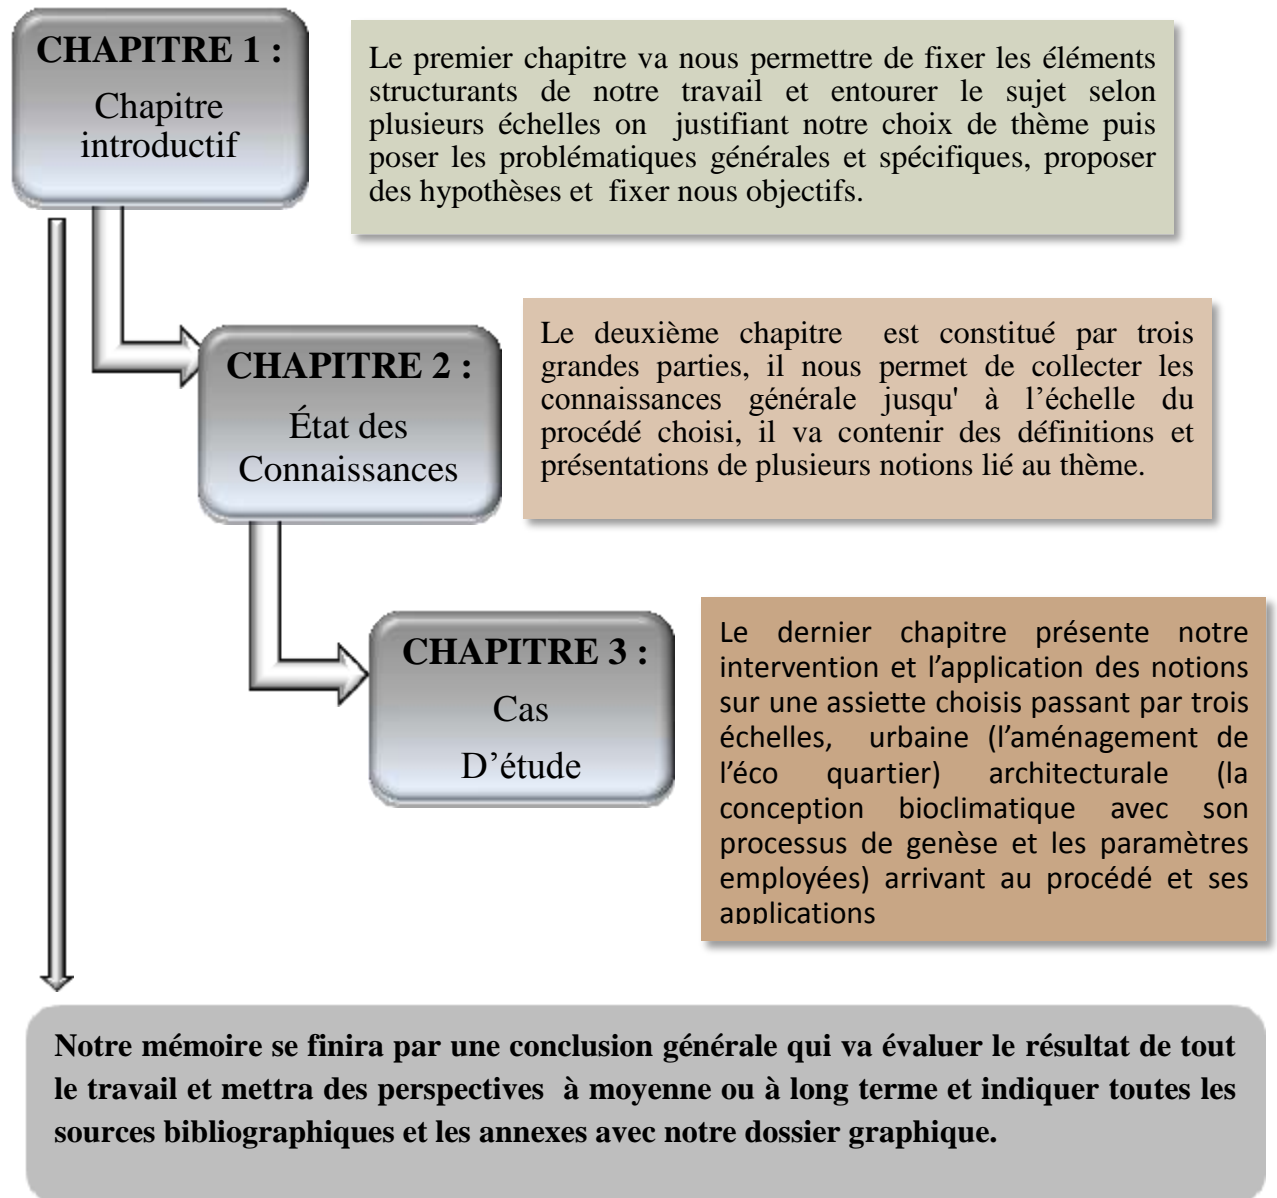 CHAPITRE 1 :
Chapitre
introductif
Le premier chapitre va nous permettre de fixer les éléments
structurants de notre travail et entourer le sujet selon
plusieurs échelles on justifiant notre choix de thème puis
poser les problématiques générales et spécifiques, proposer
des hypothèses et fixer nous objectifs.
CHAPITRE 2 :
État des
Connaissances
Le deuxième chapitre est constitué par trois
grandes parties, il nous permet de collecter les
connaissances générale jusqu' à l’échelle du
procédé choisi, il va contenir des définitions et
présentations de plusieurs notions lié au thème.
CHAPITRE 3 :
Cas
D’étude
Le dernier chapitre présente notre
intervention et l’application des notions
sur une assiette choisis passant par trois
échelles, urbaine (l’aménagement de
l’éco quartier) architecturale (la
conception bioclimatique avec son
processus de genèse et les paramètres
employées) arrivant au procédé et ses
applications
Notre mémoire se finira par une conclusion générale qui va évaluer le résultat de tout
le travail et mettra des perspectives à moyenne ou à long terme et indiquer toutes les
sources bibliographiques et les annexes avec notre dossier graphique.